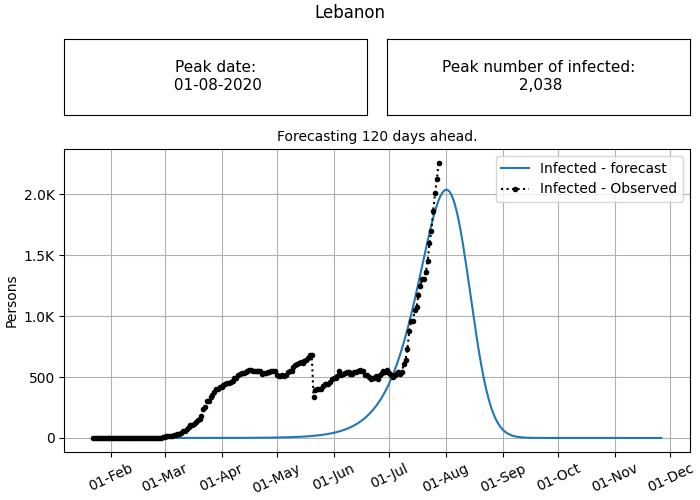 Lebanon
Peak date:
01-08-2020
Peak number of infected:
2,038
Forecasting 120 days ahead.
Infected - forecast
Infected - Observed
Persons
2.0K
1.5K
1.0K
500
0
01-Feb
01-Mar
01-Apr
01-May
01-Jun
01-Jul
01-Aug
01-Sep
01-Oct
01-Nov
01-Dec